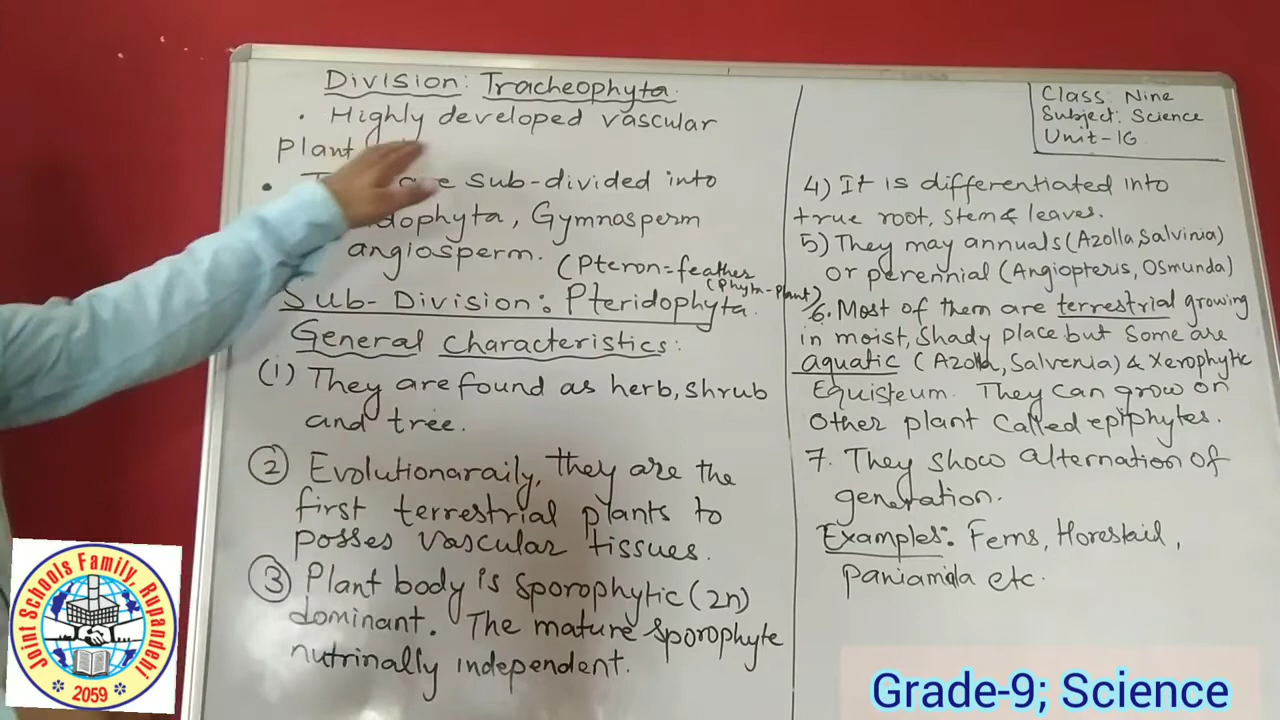 Division: Tracheophyta.
. Highly developed vascular
plant
• are sub-divided into
dophyta, Gymnasperm
angiosperm.
(Pteron=feather
(Phyta-plant)
Sub-Division: Pteridophyta.
General Characteristics:
(1) They are found as herb, shrub
and tree.
② Evolutionaraily, they are the
first terrestrial plants to
posses vascular tissues.
③ Plant body is sporophytic (2n)
dominant. The mature sporophyte
nutrinally independent.
Class: Nine
Subject: Science
Unit-16
4) It is differentiated into
true root, stem & leaves.
5) They may annuals (Azolla, Salvinia)
or perennial (Angiopteris, Osmunda)
6. Most of them are terrestrial growing
in moist, Shady place but some are
aquatic (Azolla, Salvenia) & Xerophytic
Equisteum. They can grow on
other plant called epiphytes.
7. They show alternation of
generation.
Examples: Ferns, Horestail,
paniamala etc.
Joint Schools Family, Rupandehi
2059
Grade-9; Science